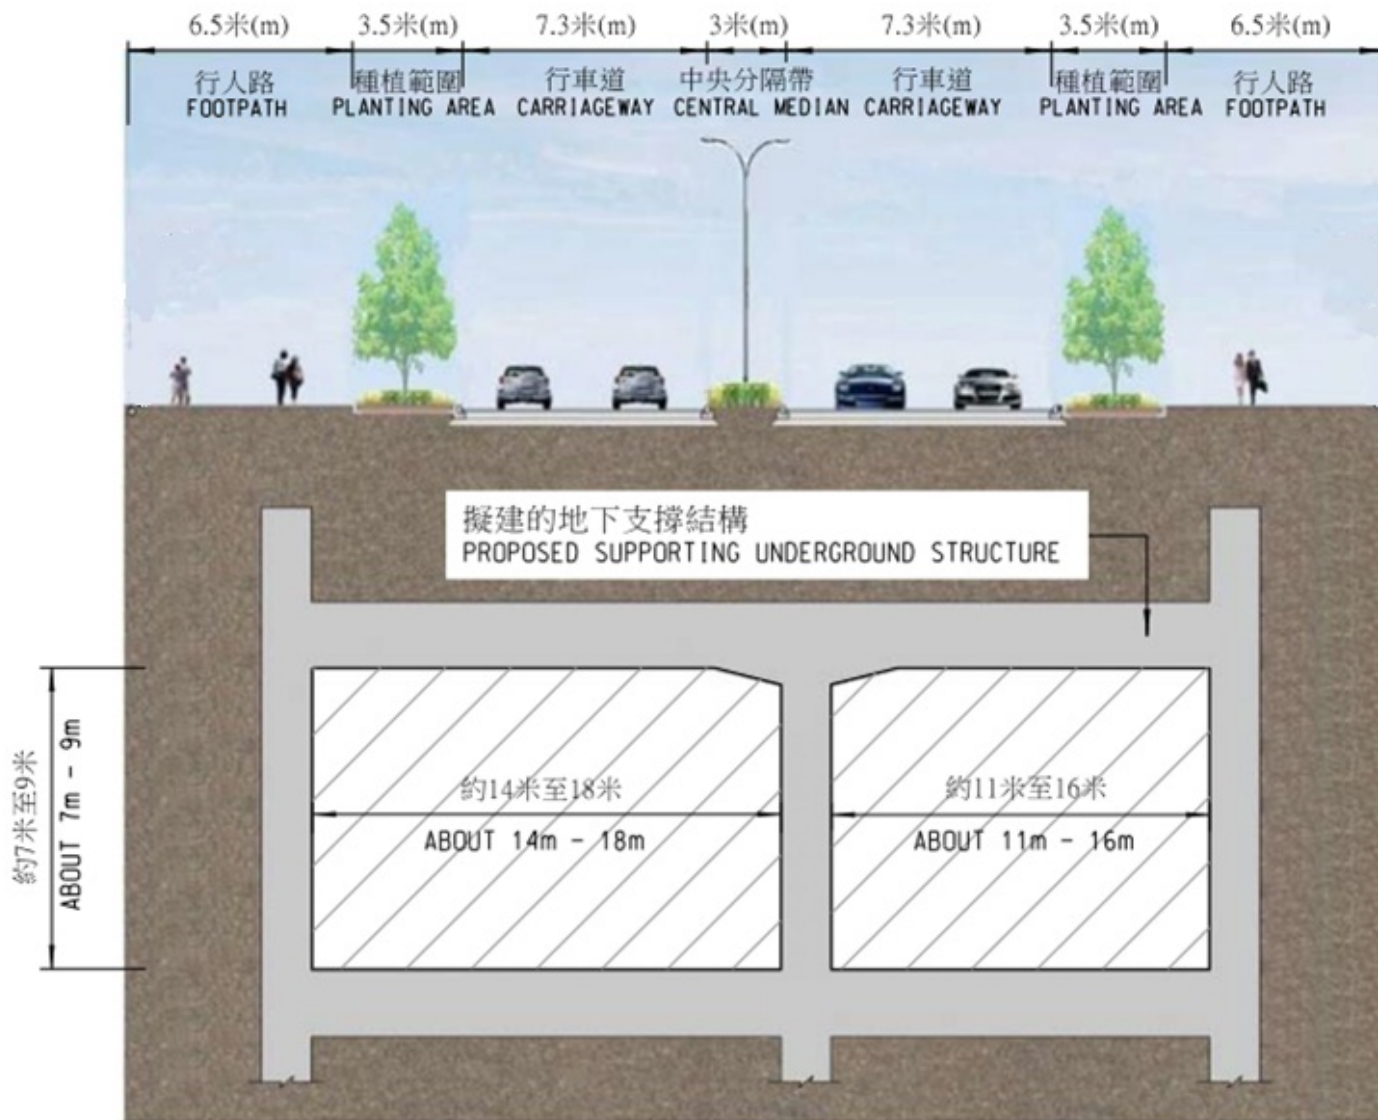 6.5米(m) 3.5米(m) 7.3米(m) 3米(m) 7.3米(m) 3.5米(m) 6.5米(m)
行人路 種植範圍 行車道 中央分隔帶 行車道 種植範圍 行人路
FOOTPATH PLANTING AREA CARRIAGEWAY CENTRAL MEDIAN CARRIAGEWAY PLANTING AREA FOOTPATH
擬建的地下支撐結構
PROPOSED SUPPORTING UNDERGROUND STRUCTURE
約7米至9米
ABOUT 7m - 9m
約14米至18米
ABOUT 14m - 18m
約11米至16米
ABOUT 11m - 16m